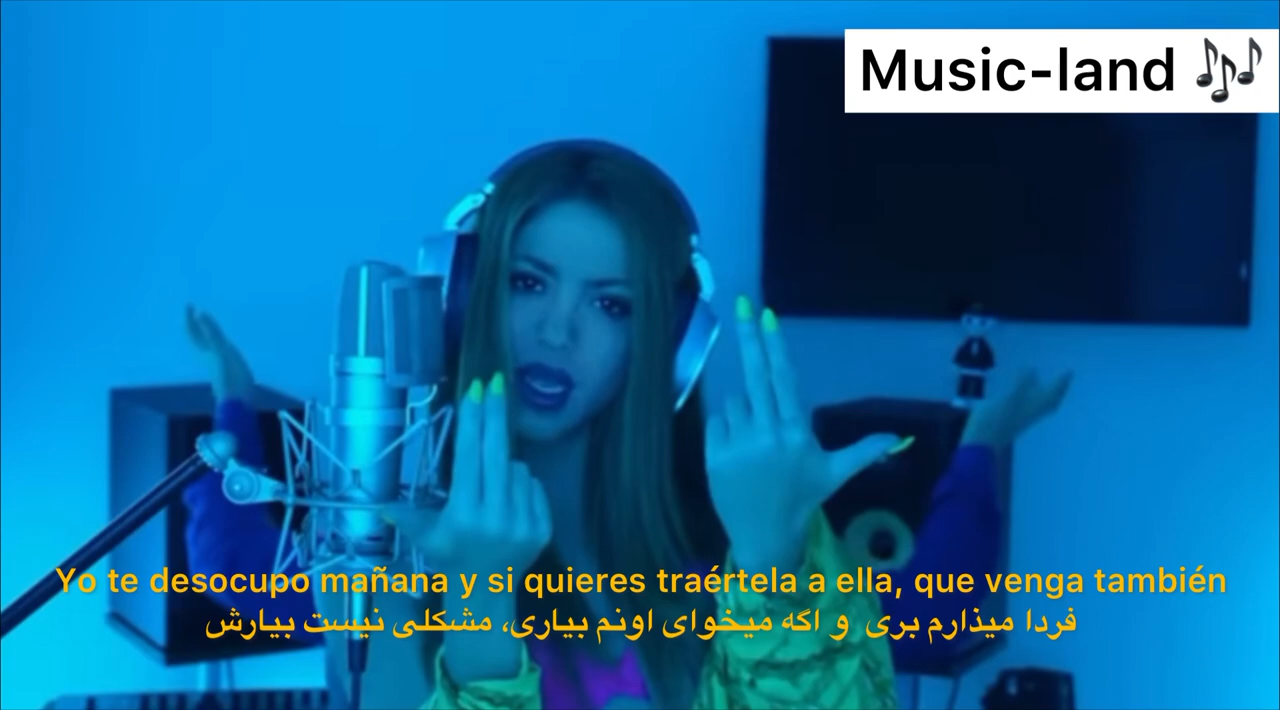 Music-land 🎶
Yo te desocupo mañana y si quieres traértela a ella, que venga también
فردا میذارم بری و اگه میخوای اونم بیاری، مشکلی نیست بیارش